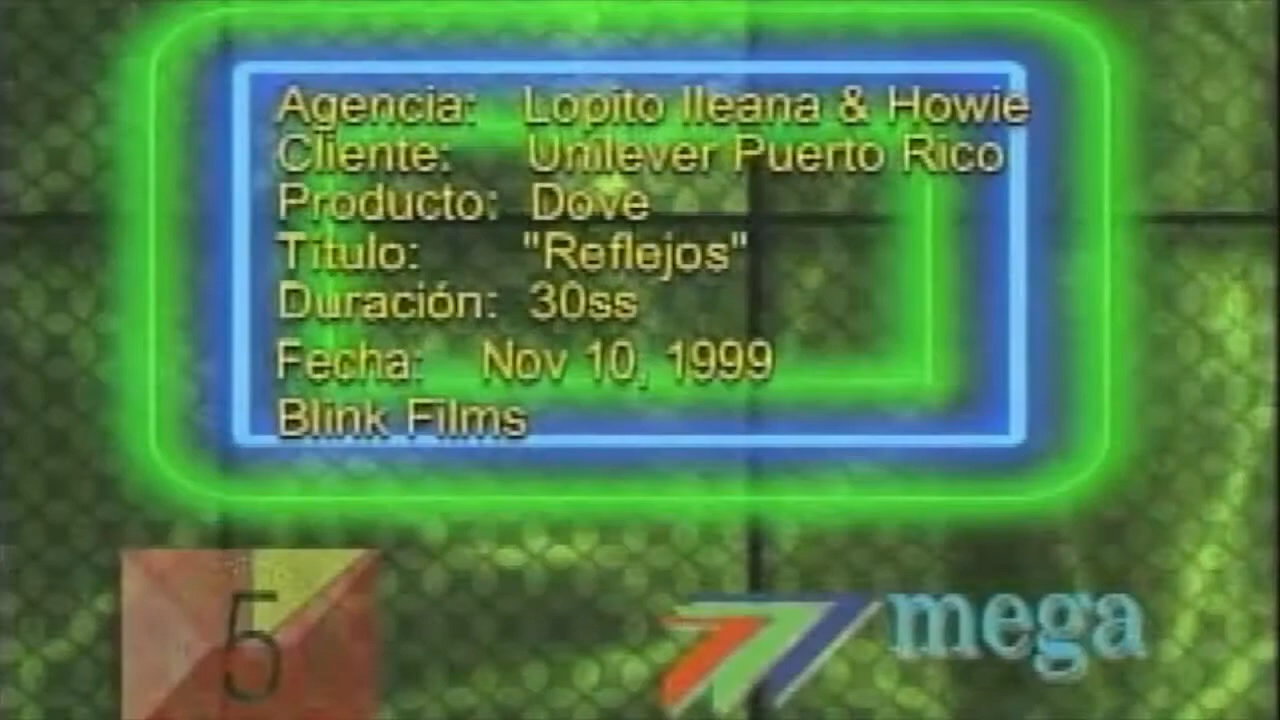 Agencia: Lopito Ileana & Howie
Cliente: Unilever Puerto Rico
Producto: Dove
Título: "Reflejos"
Duración: 30ss
Fecha: Nov 10, 1999
Blink Films
5
mega